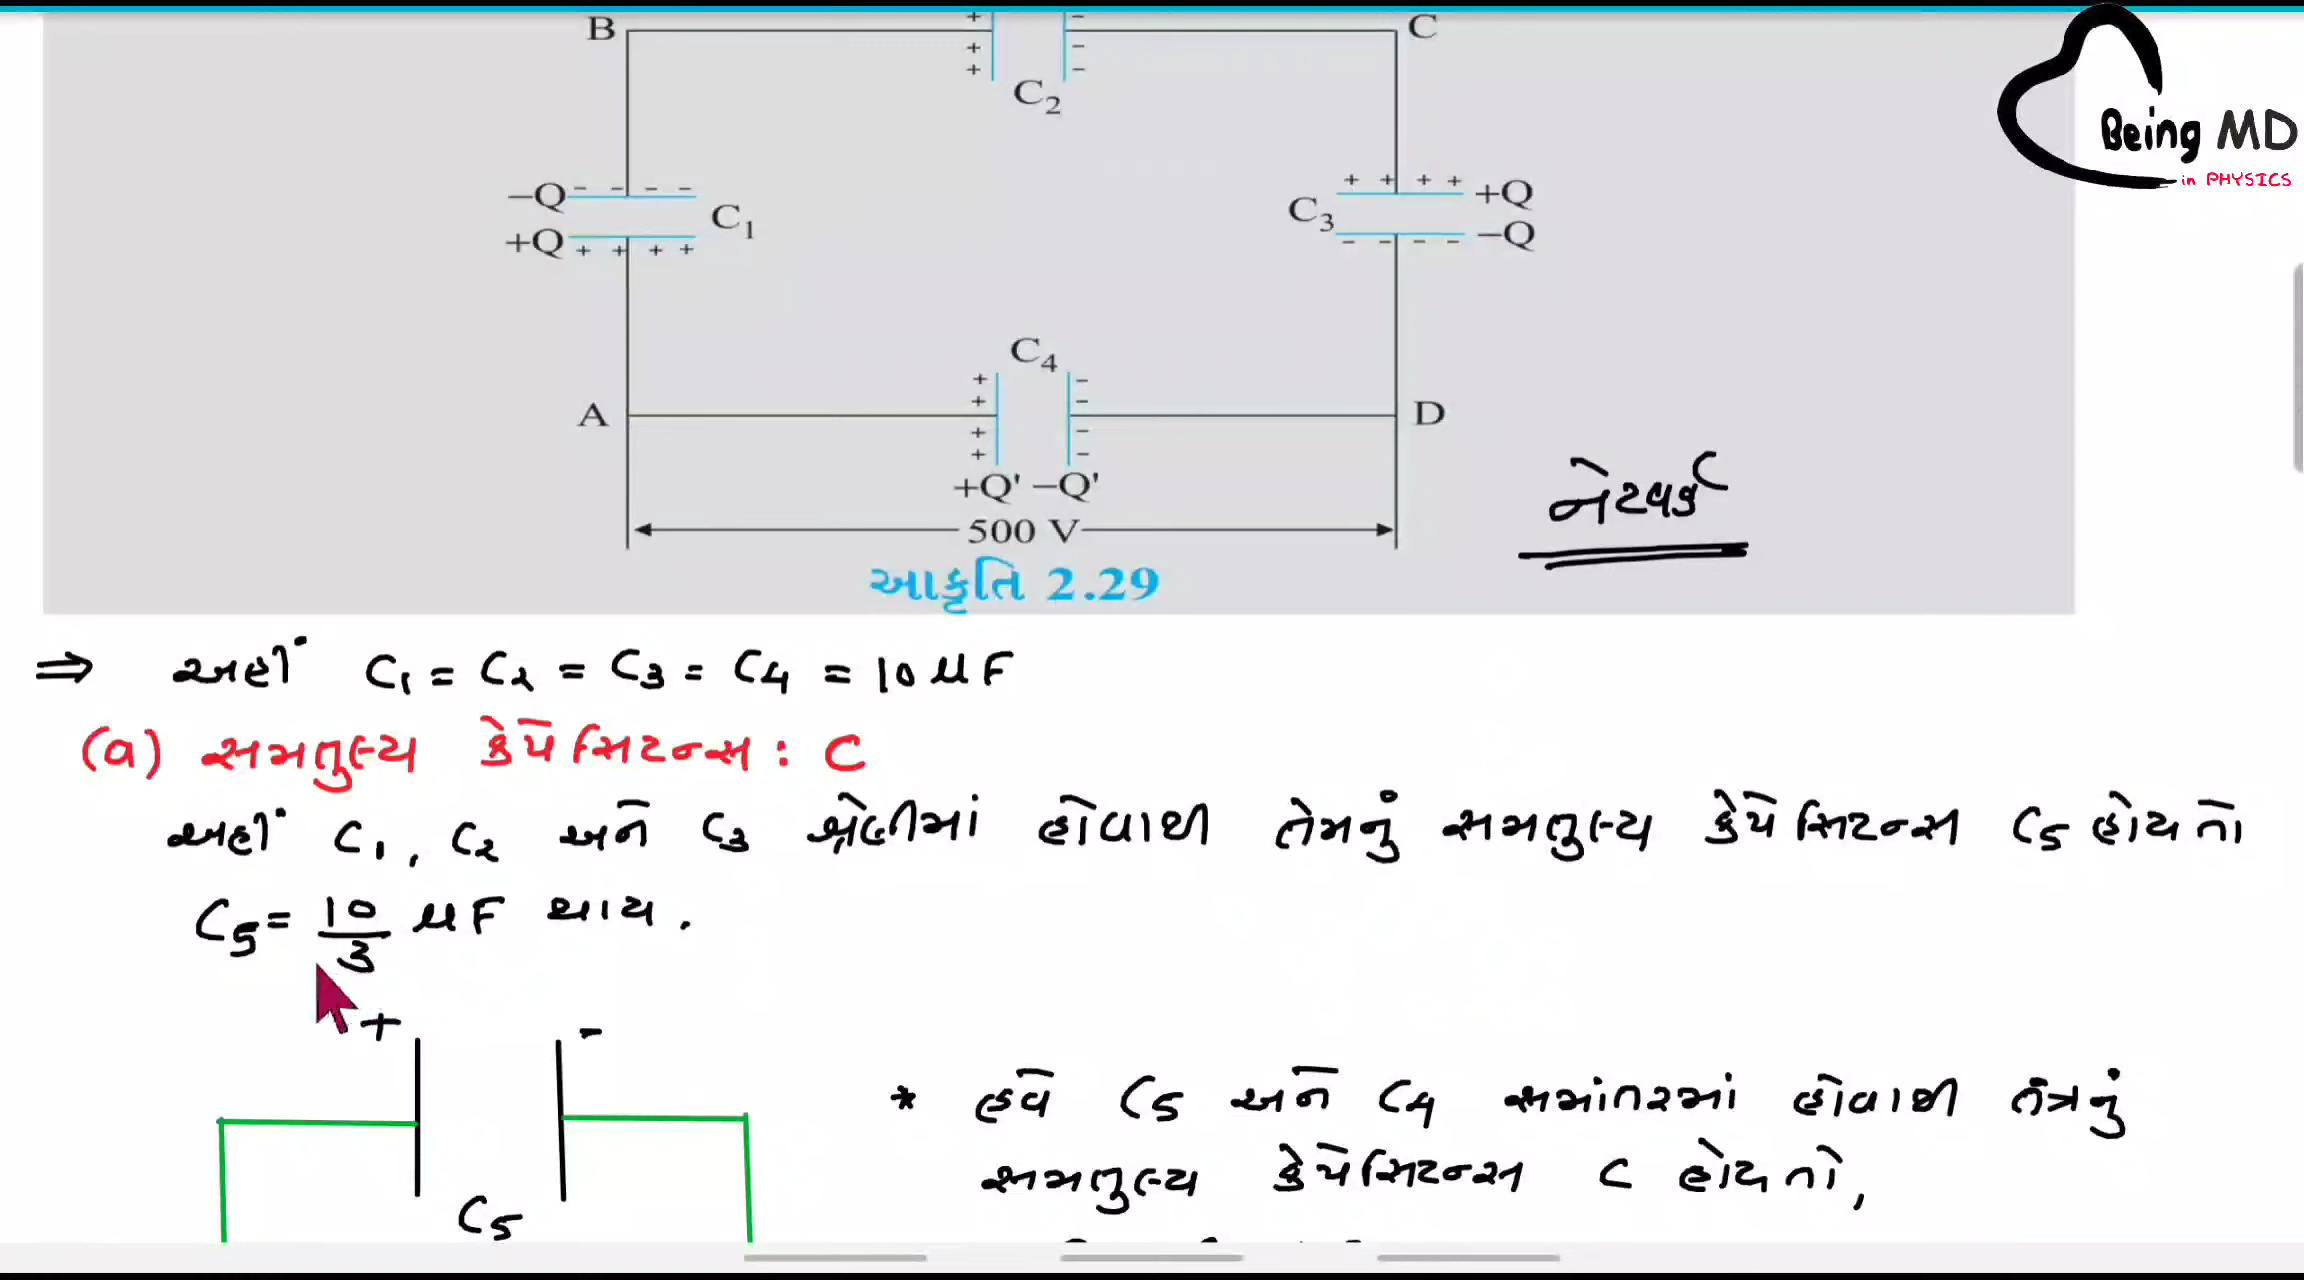 B C
+ -
+ -
+ -
C₂
Being MD
in PHYSICS
−Q - - - -
+Q + + + +
C₁
C₃
+ + + + +Q
- - - - −Q
C₄
+ -
+ -
A D
+ -
+ -
+Q' −Q'
500 V
નેટવર્ક
આકૃતિ 2.29
⇒ અહીં C₁ = C₂ = C₃ = C₄ = 10 μF
(a) સમતુલ્ય કેપેસિટન્સ : C
અહીં C₁, C₂ અને C₃ શ્રેણીમાં હોવાથી તેમનું સમતુલ્ય કેપેસિટન્સ C₅ હોય તો
C₅ = 10/3 μF થાય.
+ -
C₅
* હવે C₅ અને C₄ સમાંતરમાં હોવાથી તંત્રનું
સમતુલ્ય કેપેસિટન્સ C હોય તો,